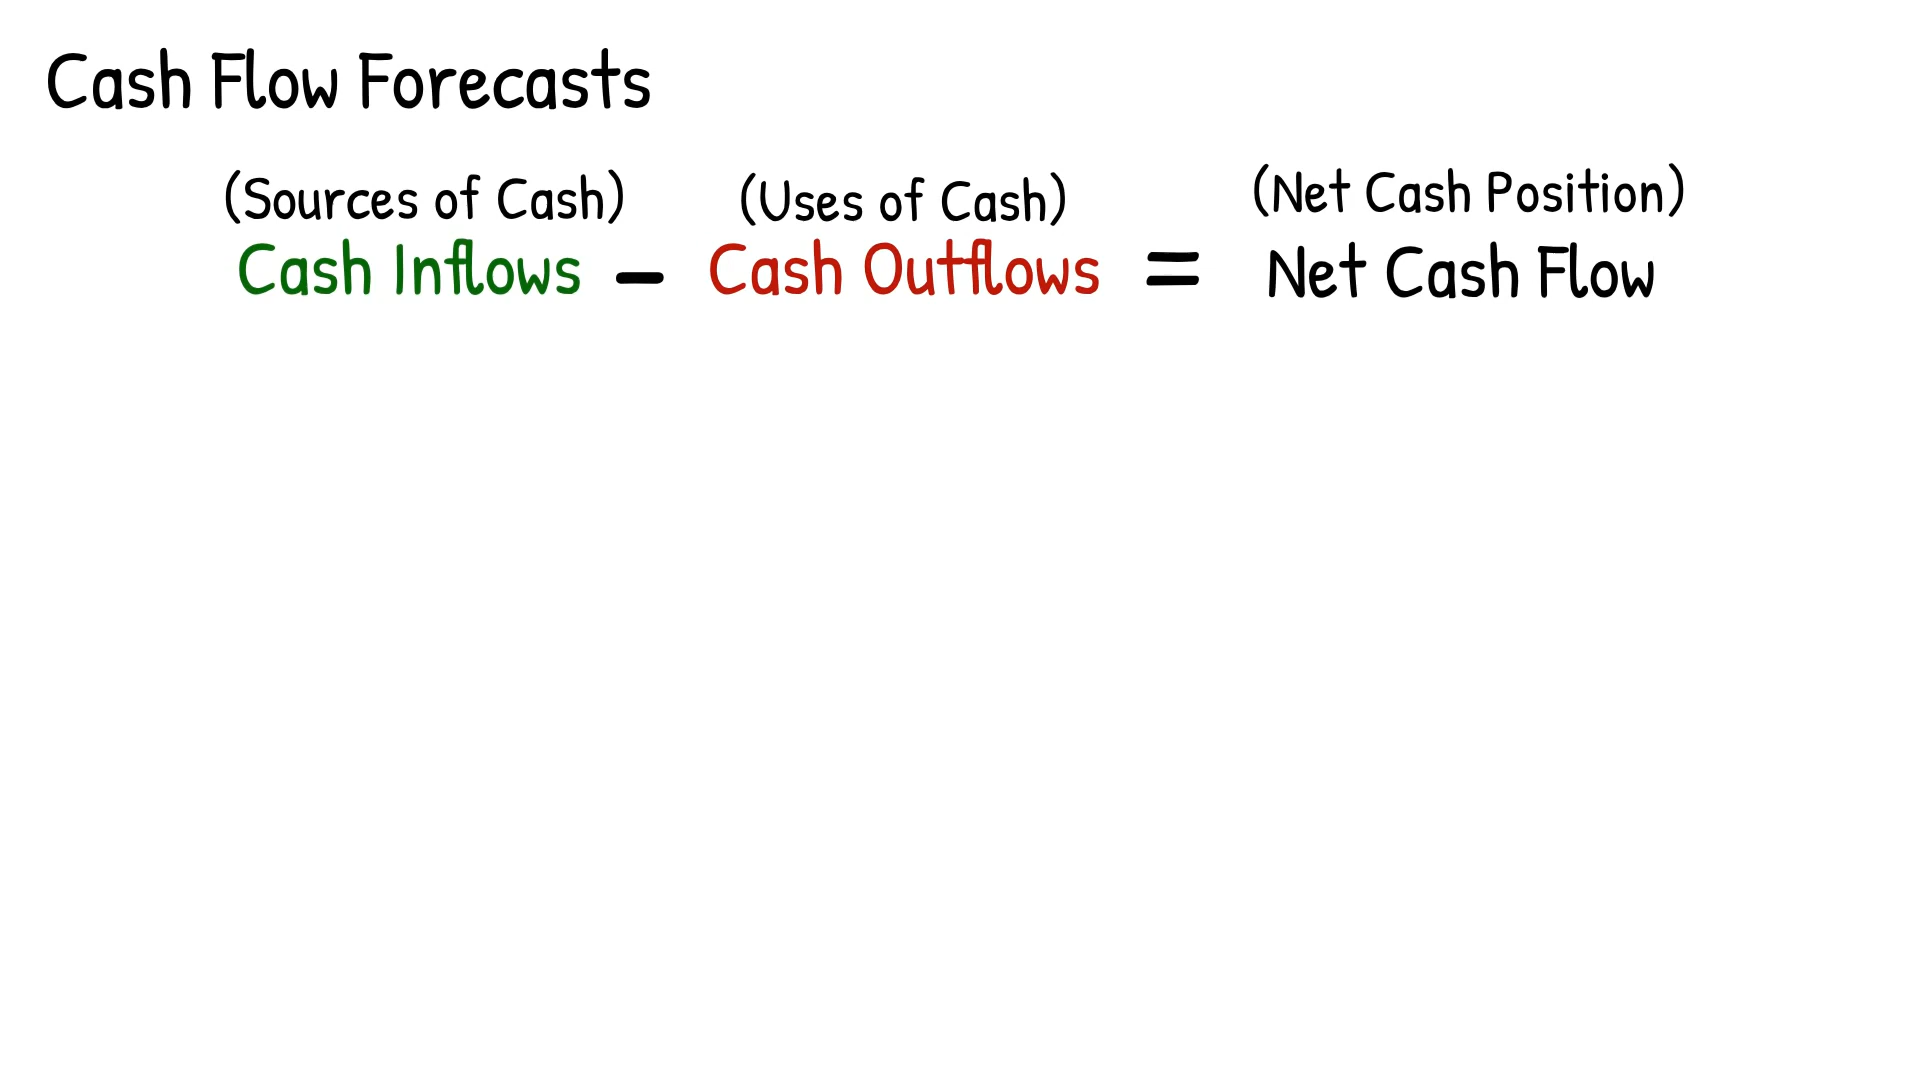 Cash Flow Forecasts
(Sources of Cash) (Uses of Cash) (Net Cash Position)
Cash Inflows - Cash Outflows = Net Cash Flow